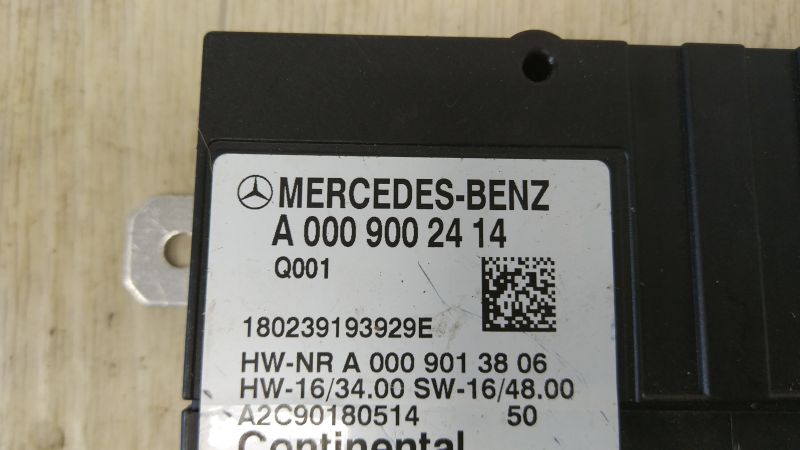 MERCEDES-BENZ
A 000 900 24 14
Q001
180239193929E
HW-NR A 000 901 38 06
HW-16/34.00 SW-16/48.00
A2C90180514 50
Continental